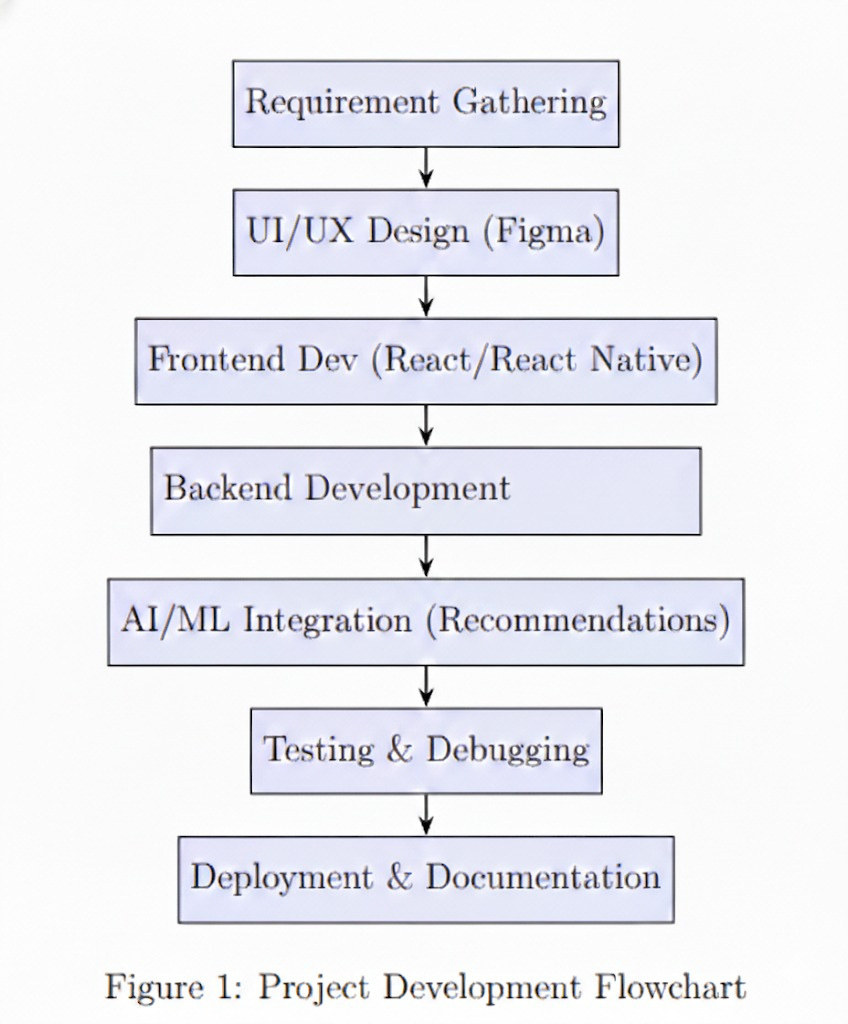 Requirement Gathering
UI/UX Design (Figma)
Frontend Dev (React/React Native)
Backend Development
AI/ML Integration (Recommendations)
Testing & Debugging
Deployment & Documentation
Figure 1: Project Development Flowchart